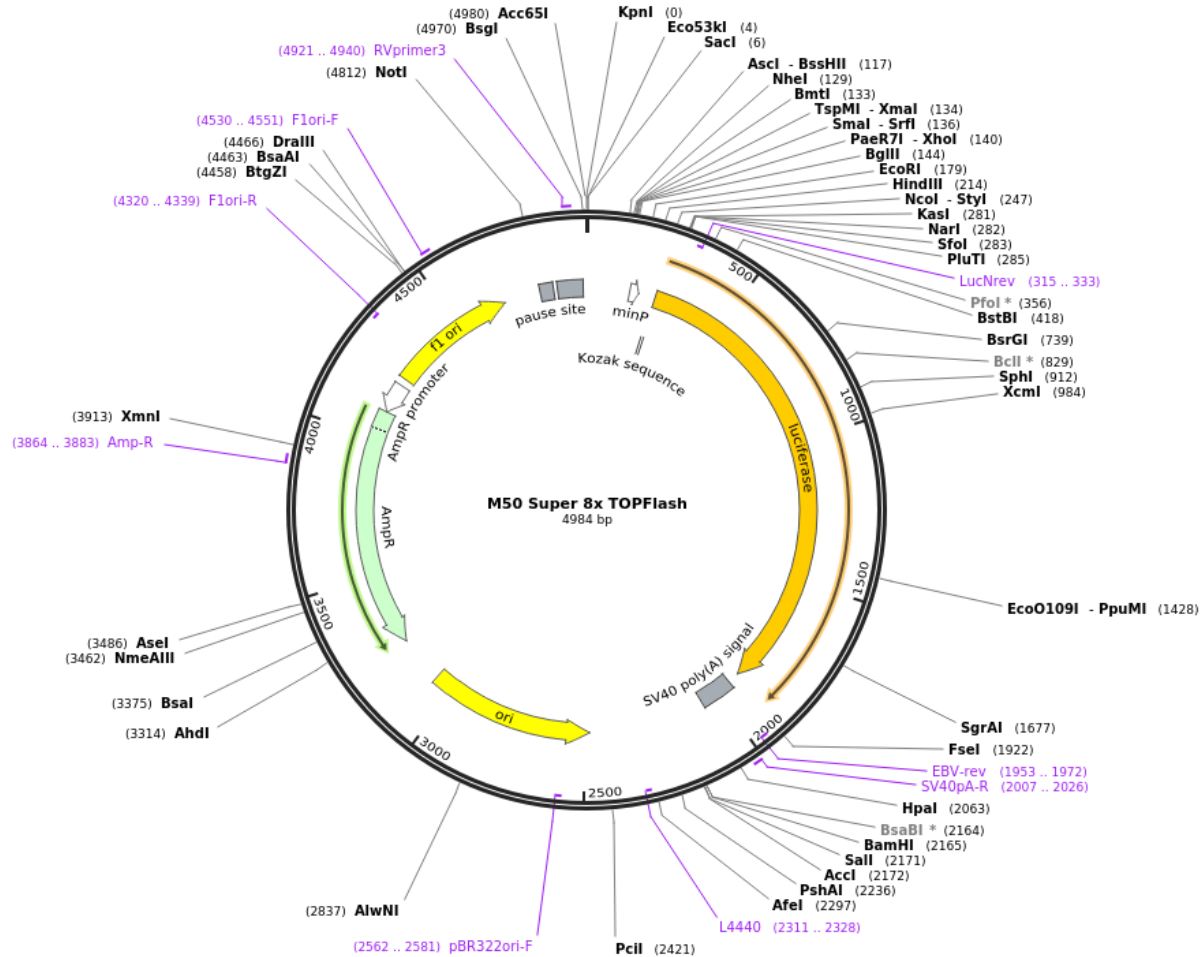 (4980) Acc65I
(4970) BsgI
(4921 .. 4940) RVprimer3
(4812) NotI
(4530 .. 4551) F1ori-F
(4466) DraIII
(4463) BsaAI
(4458) BtgZI
(4320 .. 4339) F1ori-R
(3913) XmnI
(3864 .. 3883) Amp-R
(3486) AseI
(3462) NmeAIII
(3375) BsaI
(3314) AhdI
(2837) AlwNI
(2562 .. 2581) pBR322ori-F
KpnI (0)
Eco53kI (4)
SacI (6)
AscI - BssHII (117)
NheI (129)
BmtI (133)
TspMI - XmaI (134)
SmaI - SrfI (136)
PaeR7I - XhoI (140)
BglII (144)
EcoRI (179)
HindIII (214)
NcoI - StyI (247)
KasI (281)
NarI (282)
SfoI (283)
PluTI (285)
LucNrev (315 .. 333)
PfoI * (356)
BstBI (418)
BsrGI (739)
BclI * (829)
SphI (912)
XcmI (984)
EcoO109I - PpuMI (1428)
SgrAI (1677)
FseI (1922)
EBV-rev (1953 .. 1972)
SV40pA-R (2007 .. 2026)
HpaI (2063)
BsaBI * (2164)
BamHI (2165)
SalI (2171)
AccI (2172)
PshAI (2236)
AfeI (2297)
L4440 (2311 .. 2328)
PciI (2421)
500
1000
1500
2000
2500
3000
3500
4000
4500
pause site
minP
Kozak sequence
luciferase
SV40 poly(A) signal
ori
AmpR
AmpR promoter
f1 ori
M50 Super 8x TOPFlash
4984 bp